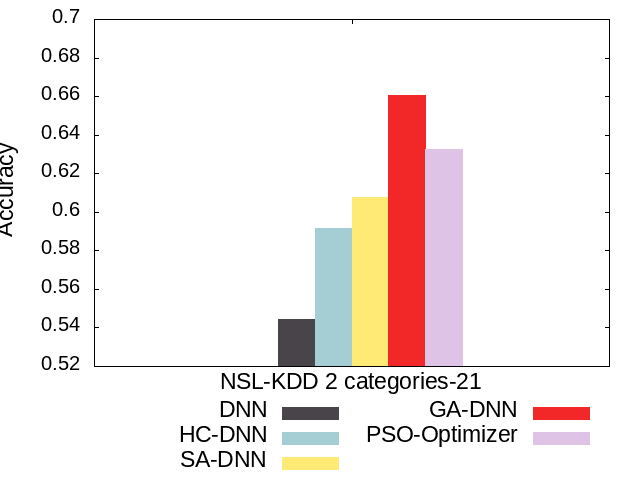 0.7
0.68
0.66
0.64
0.62
0.6
0.58
0.56
0.54
0.52
Accuracy
NSL-KDD 2 categories-21
DNN
HC-DNN
SA-DNN
GA-DNN
PSO-Optimizer